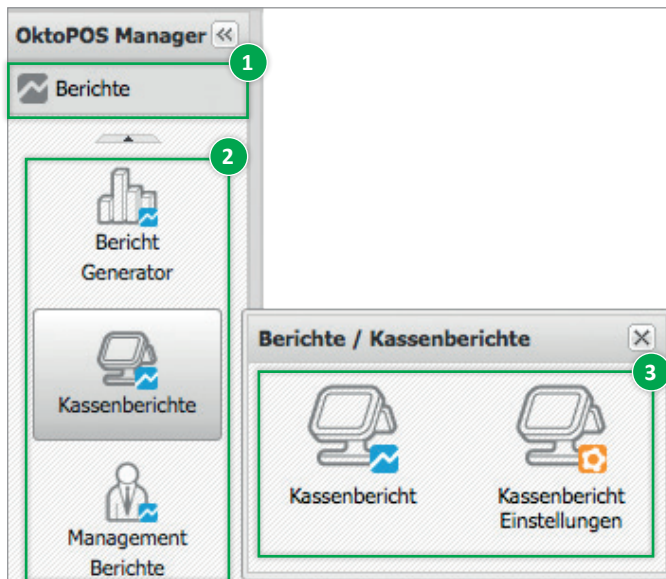 OktoPOS Manager
1
Berichte
2
Bericht
Generator
Kassenberichte
Management
Berichte
Berichte / Kassenberichte
3
Kassenbericht
Kassenbericht
Einstellungen